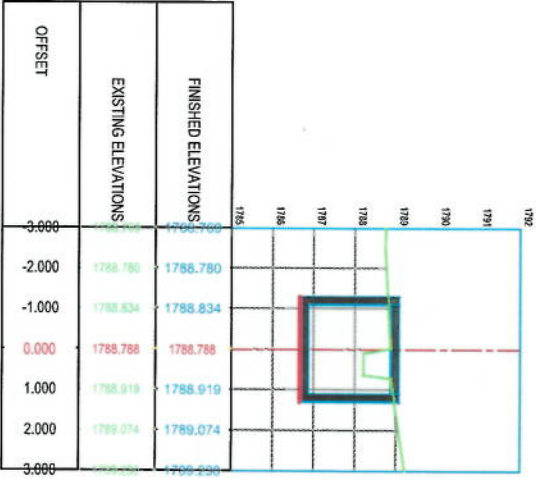 1785 1786 1787 1788 1789 1790 1791 1792
OFFSET EXISTING ELEVATIONS FINISHED ELEVATIONS
-3.000 1788.769
-2.000 1788.780 1788.780
-1.000 1788.834 1788.834
0.000 1788.788 1788.788
1.000 1788.919 1788.919
2.000 1789.074 1789.074
3.000